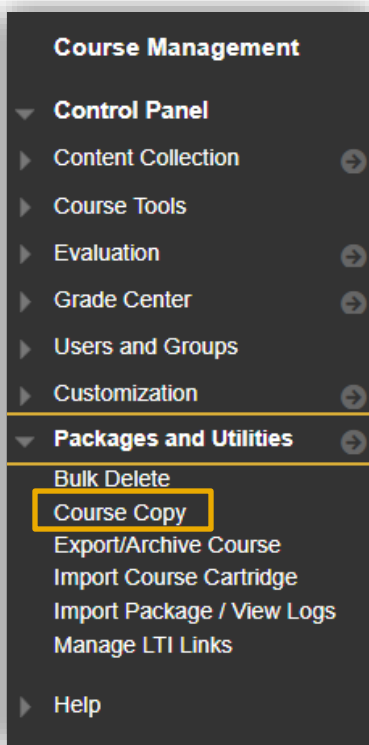 Course Management
Control Panel
Content Collection
Course Tools
Evaluation
Grade Center
Users and Groups
Customization
Packages and Utilities
Bulk Delete
Course Copy
Export/Archive Course
Import Course Cartridge
Import Package / View Logs
Manage LTI Links
Help